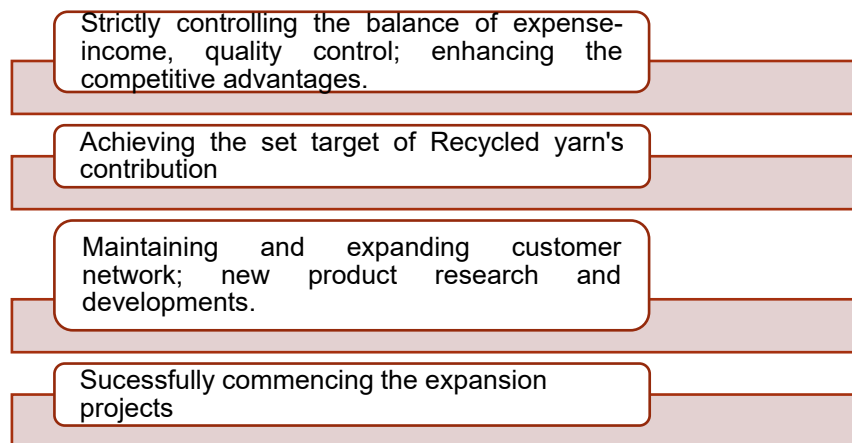 Strictly controlling the balance of expense-
income, quality control; enhancing the
competitive advantages.
Achieving the set target of Recycled yarn's
contribution
Maintaining and expanding customer
network; new product research and
developments.
Sucessfully commencing the expansion
projects